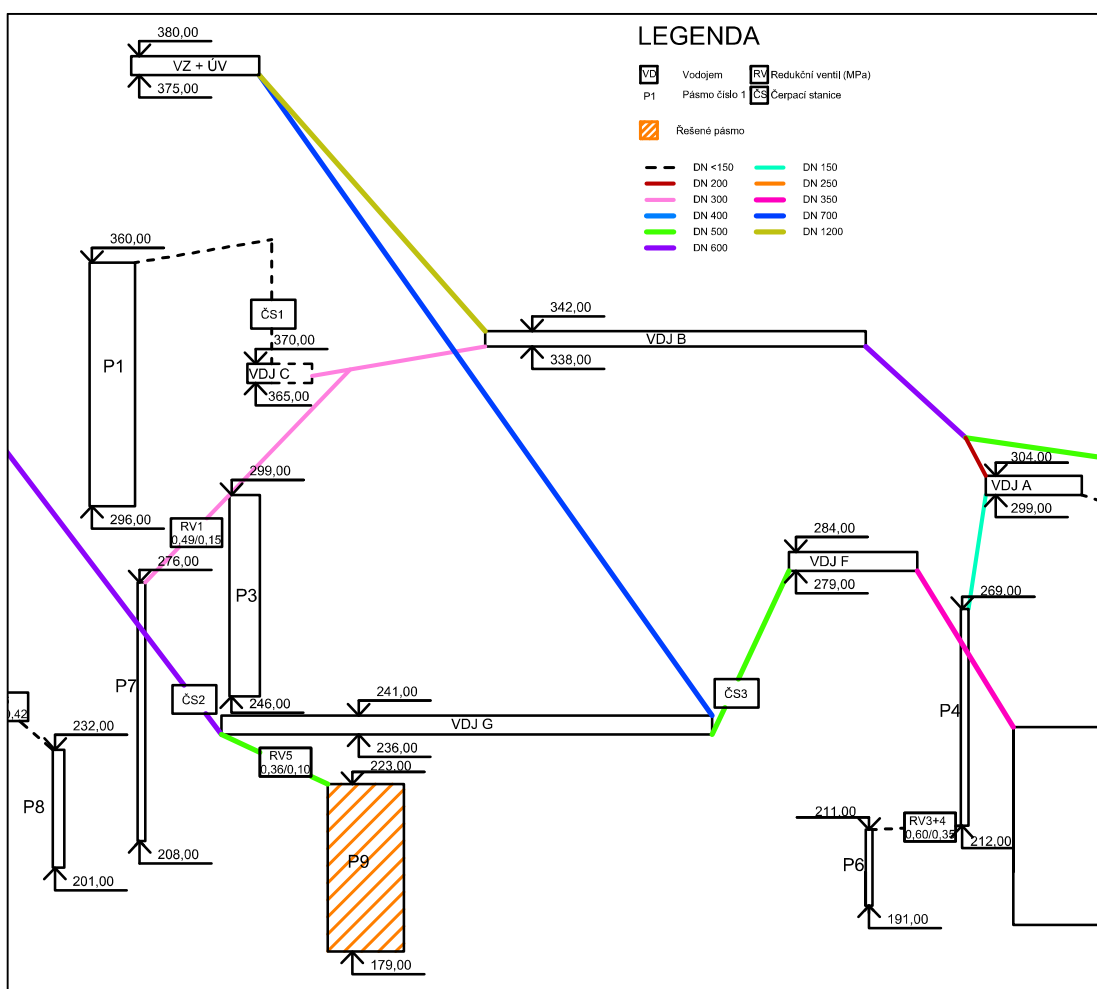 LEGENDA
VD Vodojem RV Redukční ventil (MPa)
P1 Pásmo číslo 1 ČS Čerpací stanice
Řešené pásmo
DN <150 DN 150
DN 200 DN 250
DN 300 DN 350
DN 400 DN 700
DN 500 DN 1200
DN 600
380,00
VZ + ÚV
375,00
360,00
P1
296,00
ČS1
370,00
VDJ C
365,00
342,00
VDJ B
338,00
304,00
VDJ A
299,00
299,00
P3
246,00
RV1
0,49/0,15
276,00
P7
208,00
284,00
VDJ F
279,00
269,00
P4
212,00
ČS2
ČS3
241,00
VDJ G
236,00
0,42
232,00
P8
201,00
RV5
0,36/0,10
223,00
P9
179,00
211,00
RV3+4
0,60/0,35
P6
191,00